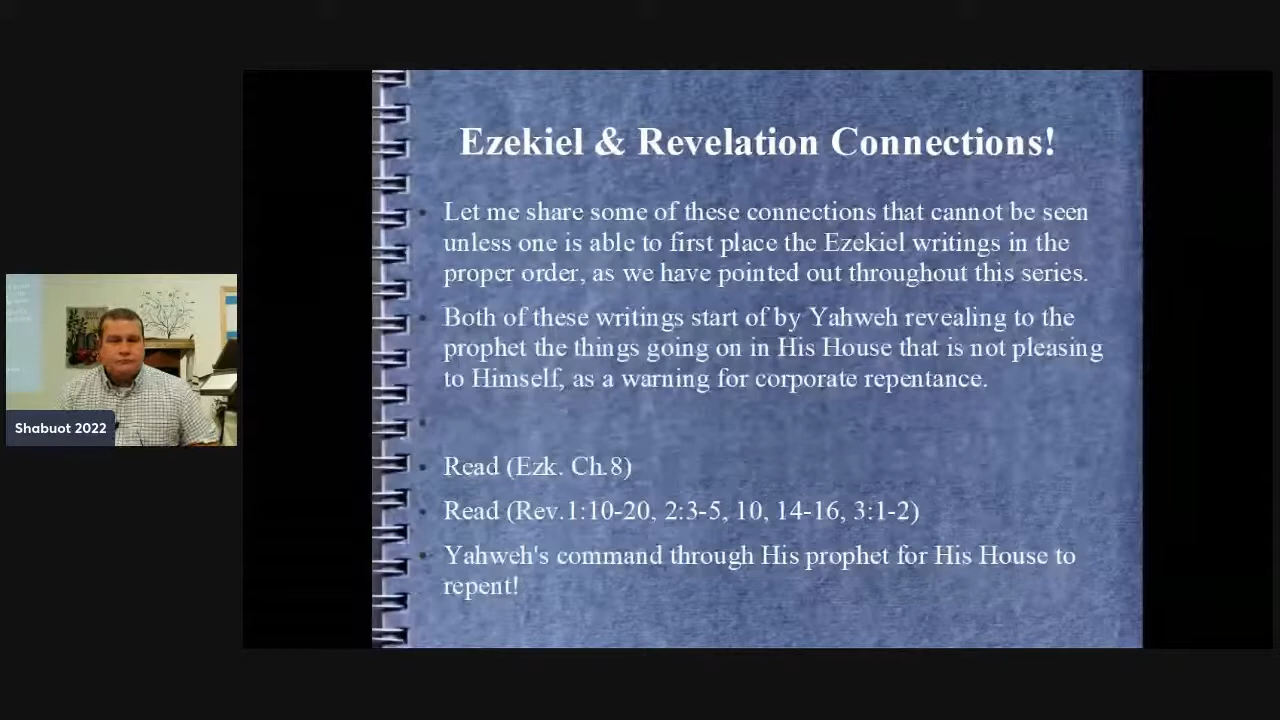 Ezekiel & Revelation Connections!
Let me share some of these connections that cannot be seen
unless one is able to first place the Ezekiel writings in the
proper order, as we have pointed out throughout this series.
Both of these writings start of by Yahweh revealing to the
prophet the things going on in His House that is not pleasing
to Himself, as a warning for corporate repentance.
Read (Ezk. Ch.8)
Read (Rev.1:10-20, 2:3-5, 10, 14-16, 3:1-2)
Yahweh's command through His prophet for His House to
repent!
Shabuot 2022